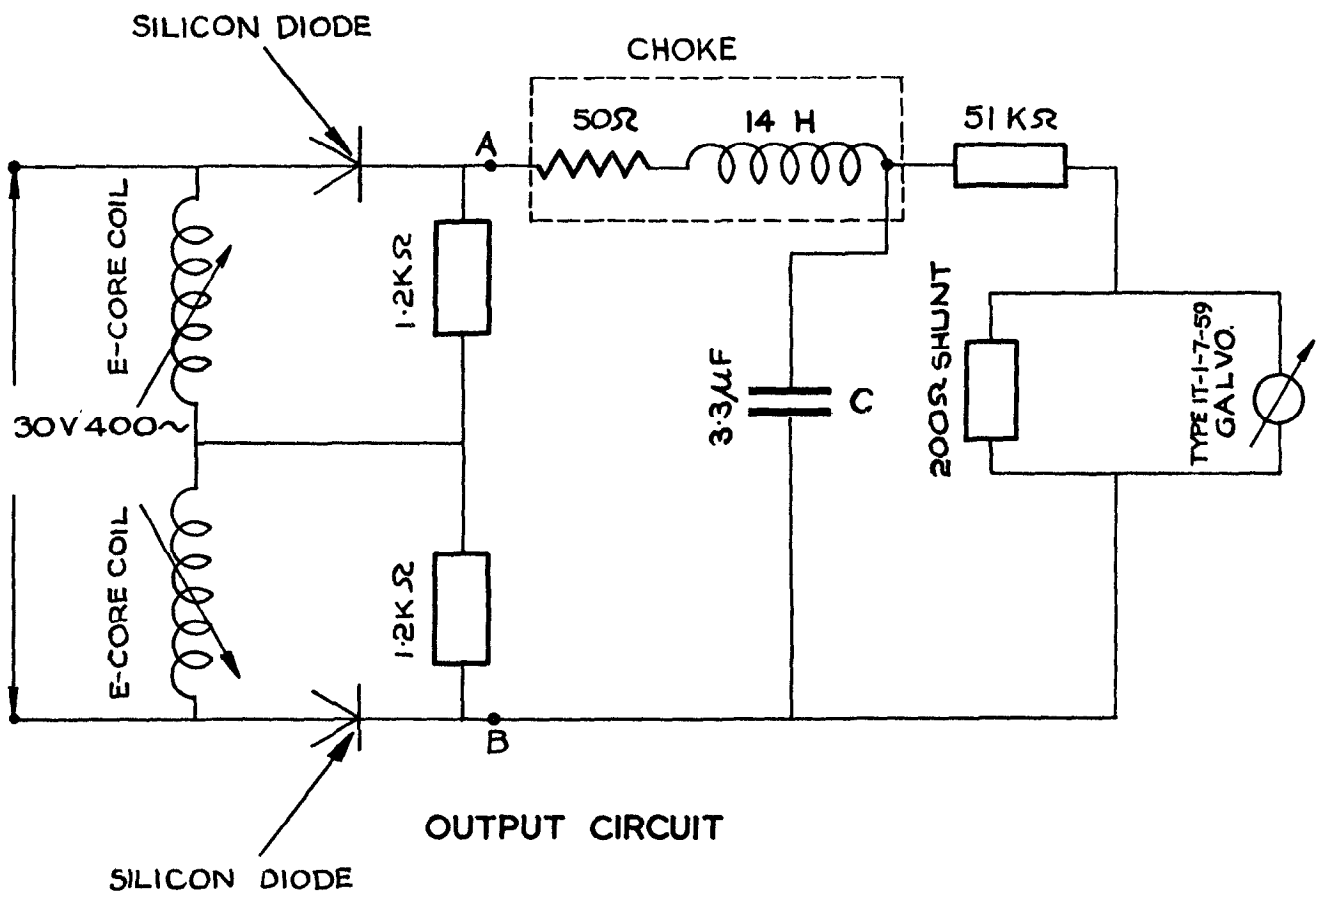 SILICON DIODE
CHOKE
50Ω
14 H
51 KΩ
A
E-CORE COIL
1·2KΩ
30V 400~
3·3μF
C
200Ω SHUNT
TYPE IT-1-7-59
GALVO.
E-CORE COIL
1·2KΩ
B
OUTPUT CIRCUIT
SILICON DIODE